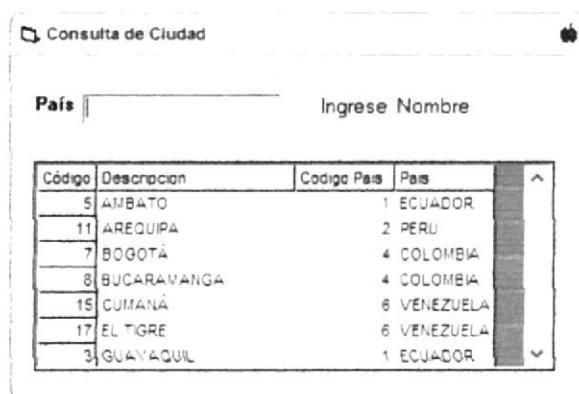 Consulta de Ciudad
País Ingrese Nombre
Código Descripcion Codigo Pais Pais
5 AMBATO 1 ECUADOR
11 AREQUIPA 2 PERU
7 BOGOTÁ 4 COLOMBIA
8 BUCARAMANGA 4 COLOMBIA
15 CUMANÁ 6 VENEZUELA
17 EL TIGRE 6 VENEZUELA
3 GUAYAQUIL 1 ECUADOR